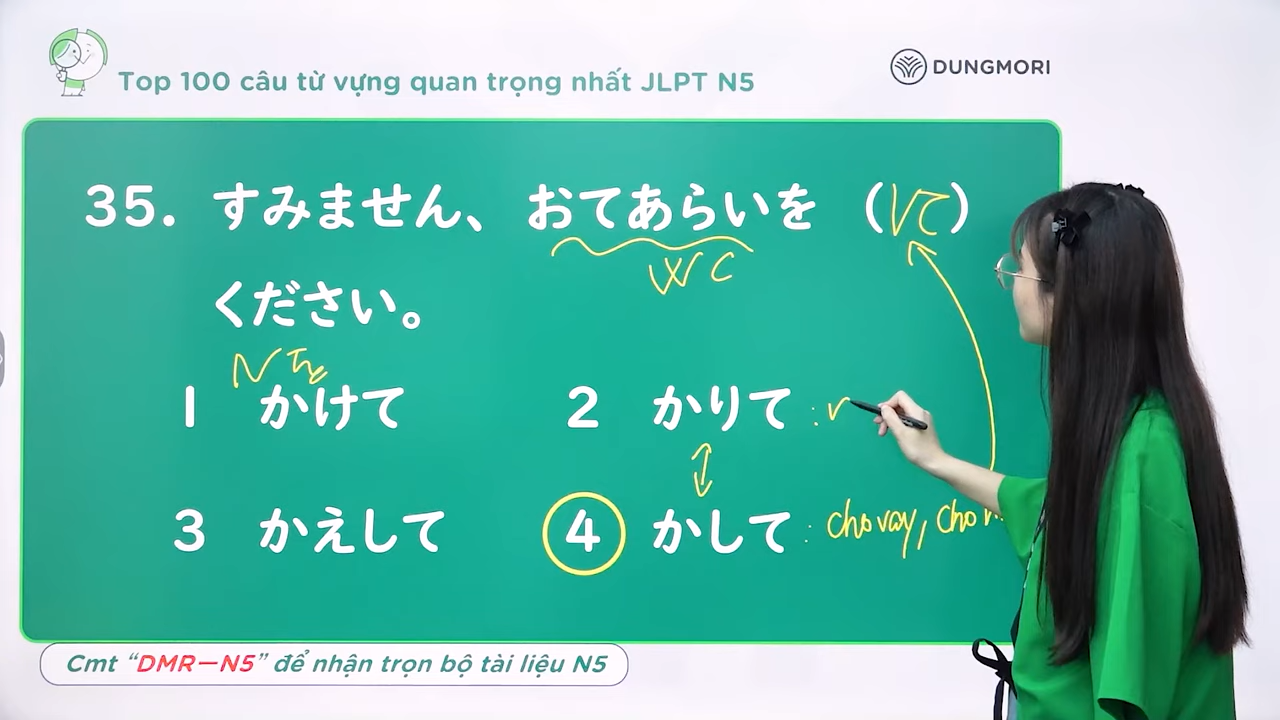 Top 100 câu từ vựng quan trọng nhất JLPT N5
DUNGMORI
35. すみません、おてあらいを (VC)
WC
ください。
1 かけて
2 かりて :
3 かえして
4 かして : cho vay, cho
Cmt “DMR—N5” để nhận trọn bộ tài liệu N5